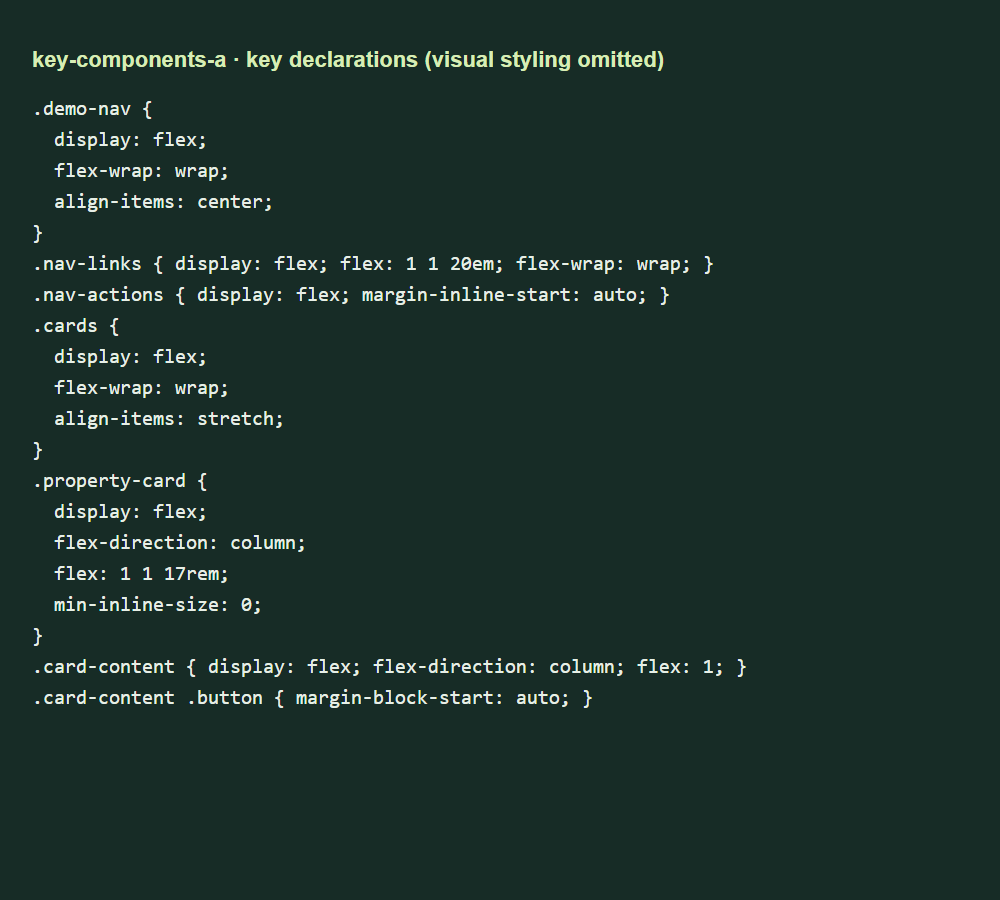 key-components-a · key declarations (visual styling omitted)
.demo-nav {
  display: flex;
  flex-wrap: wrap;
  align-items: center;
}
.nav-links { display: flex; flex: 1 1 20em; flex-wrap: wrap; }
.nav-actions { display: flex; margin-inline-start: auto; }
.cards {
  display: flex;
  flex-wrap: wrap;
  align-items: stretch;
}
.property-card {
  display: flex;
  flex-direction: column;
  flex: 1 1 17rem;
  min-inline-size: 0;
}
.card-content { display: flex; flex-direction: column; flex: 1; }
.card-content .button { margin-block-start: auto; }